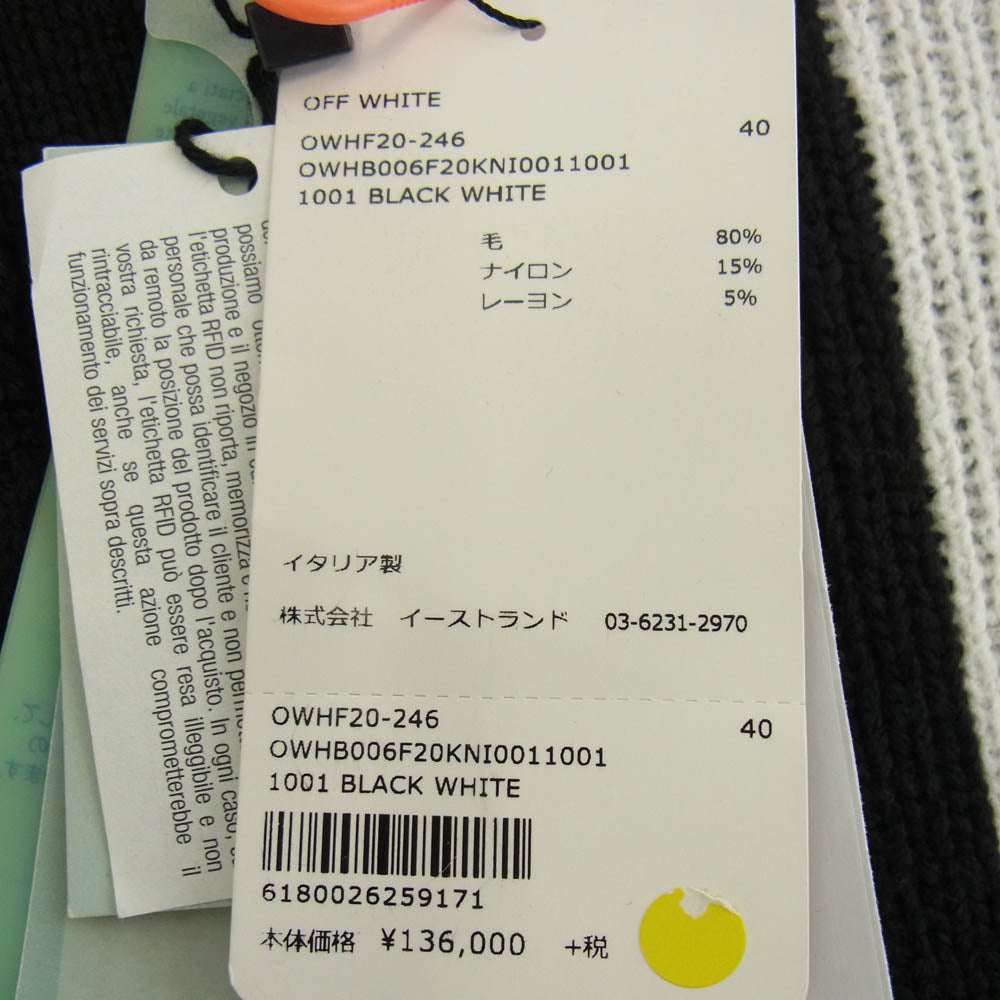 OFF WHITE
OWHF20-246 40
OWHB006F20KNI0011001
1001 BLACK WHITE
毛 80%
ナイロン 15%
レーヨン 5%
イタリア製
株式会社 イーストランド 03-6231-2970
OWHF20-246 40
OWHB006F20KNI0011001
1001 BLACK WHITE
6180026259171
本体価格 ¥136,000 +税
possiamo
produzione e il negozio in
l'etichetta RFID non riporta, memorizza
personale che possa identificare il cliente e non
da remoto la posizione del prodotto dopo l'acquisto. In ogni caso,
vostra richiesta, l'etichetta RFID può essere resa illeggibile e non
rintracciabile, anche se questa azione comprometterebbe il
funzionamento dei servizi sopra descritti.